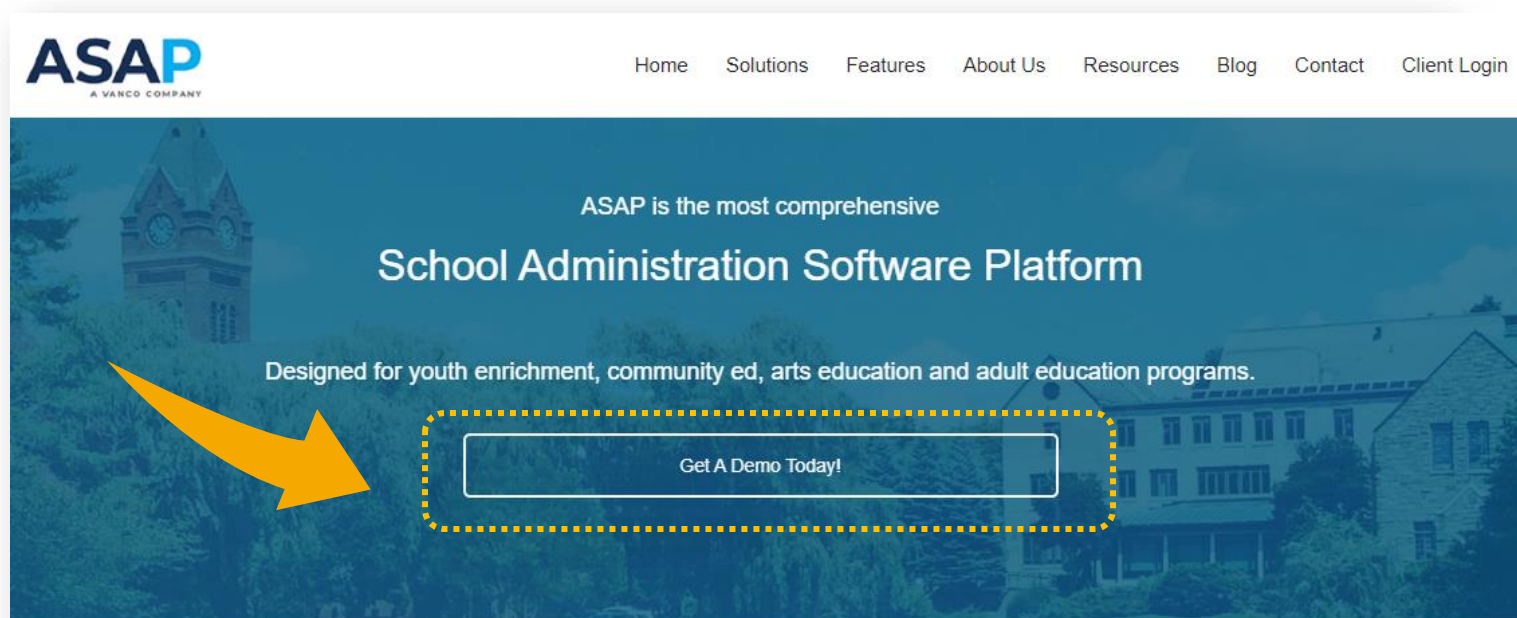 ASAP
A VANCO COMPANY
Home Solutions Features About Us Resources Blog Contact Client Login
ASAP is the most comprehensive
School Administration Software Platform
Designed for youth enrichment, community ed, arts education and adult education programs.
Get A Demo Today!